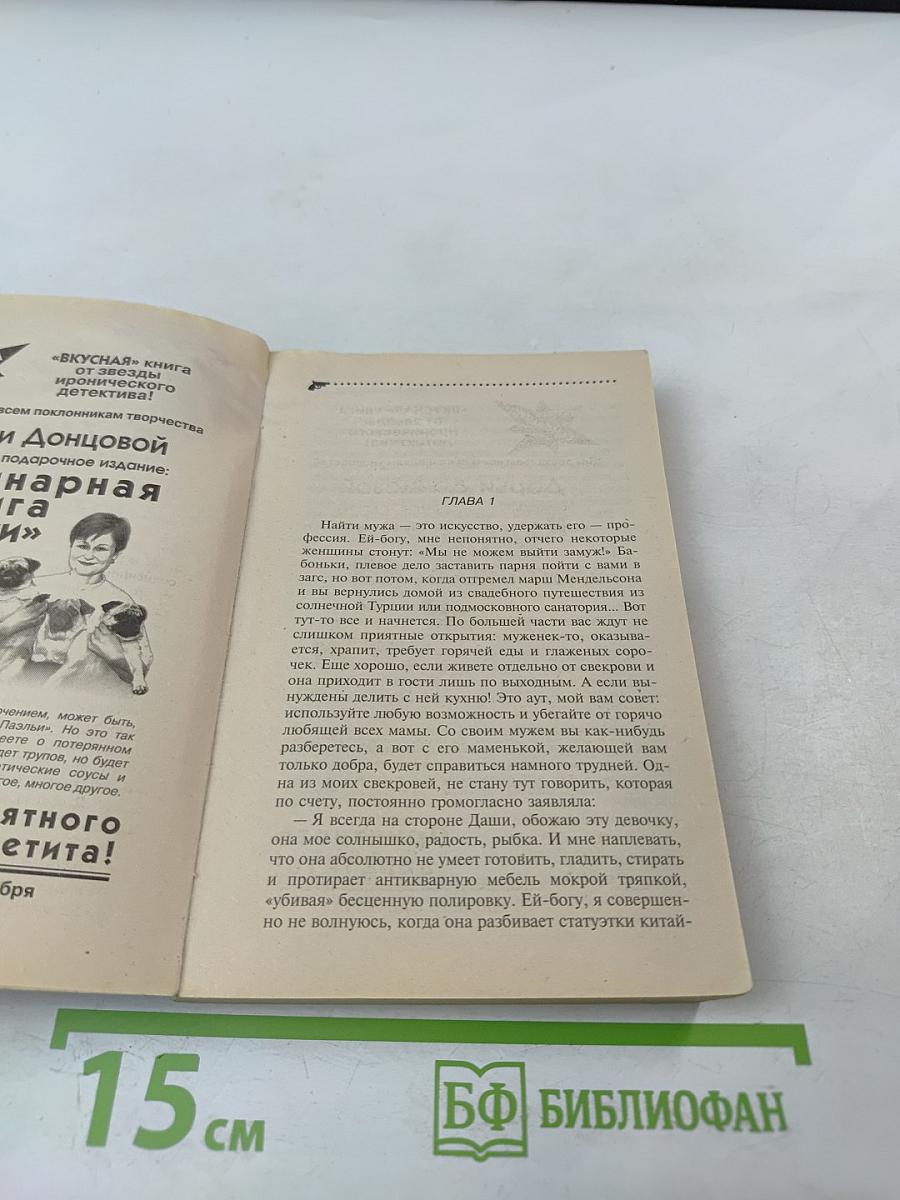 «ВКУСНАЯ» книга
от звезды
иронического
детектива!
всем поклонникам творчества
и Донцовой
подарочное издание:
нарная
ига
и»
ючением, может быть,
Паэльи». Но это так
еете о потерянном
дет трупов, но будет
тические соусы и
гое, многое другое.
ятного
етита!
бря
ГЛАВА 1
Найти мужа — это искусство, удержать его — про-
фессия. Ей-богу, мне непонятно, отчего некоторые
женщины стонут: «Мы не можем выйти замуж!» Ба-
боньки, плевое дело заставить парня пойти с вами в
загс, но вот потом, когда отгремел марш Мендельсона
и вы вернулись домой из свадебного путешествия из
солнечной Турции или подмосковного санатория... Вот
тут-то все и начнется. По большей части вас ждут не
слишком приятные открытия: муженек-то, оказыва-
ется, храпит, требует горячей еды и глаженых соро-
чек. Еще хорошо, если живете отдельно от свекрови и
она приходит в гости лишь по выходным. А если вы-
нуждены делить с ней кухню! Это аут, мой вам совет:
используйте любую возможность и убегайте от горячо
любящей всех мамы. Со своим мужем вы как-нибудь
разберетесь, а вот с его маменькой, желающей вам
только добра, будет справиться намного трудней. Од-
на из моих свекровей, не стану тут говорить, которая
по счету, постоянно громогласно заявляла:
— Я всегда на стороне Даши, обожаю эту девочку,
она мое солнышко, радость, рыбка. И мне наплевать,
что она абсолютно не умеет готовить, гладить, стирать
и протирает антикварную мебель мокрой тряпкой,
«убивая» бесценную полировку. Ей-богу, я совершен-
но не волнуюсь, когда она разбивает статуэтки китай-
15 см
БФ БИБЛИОФАН